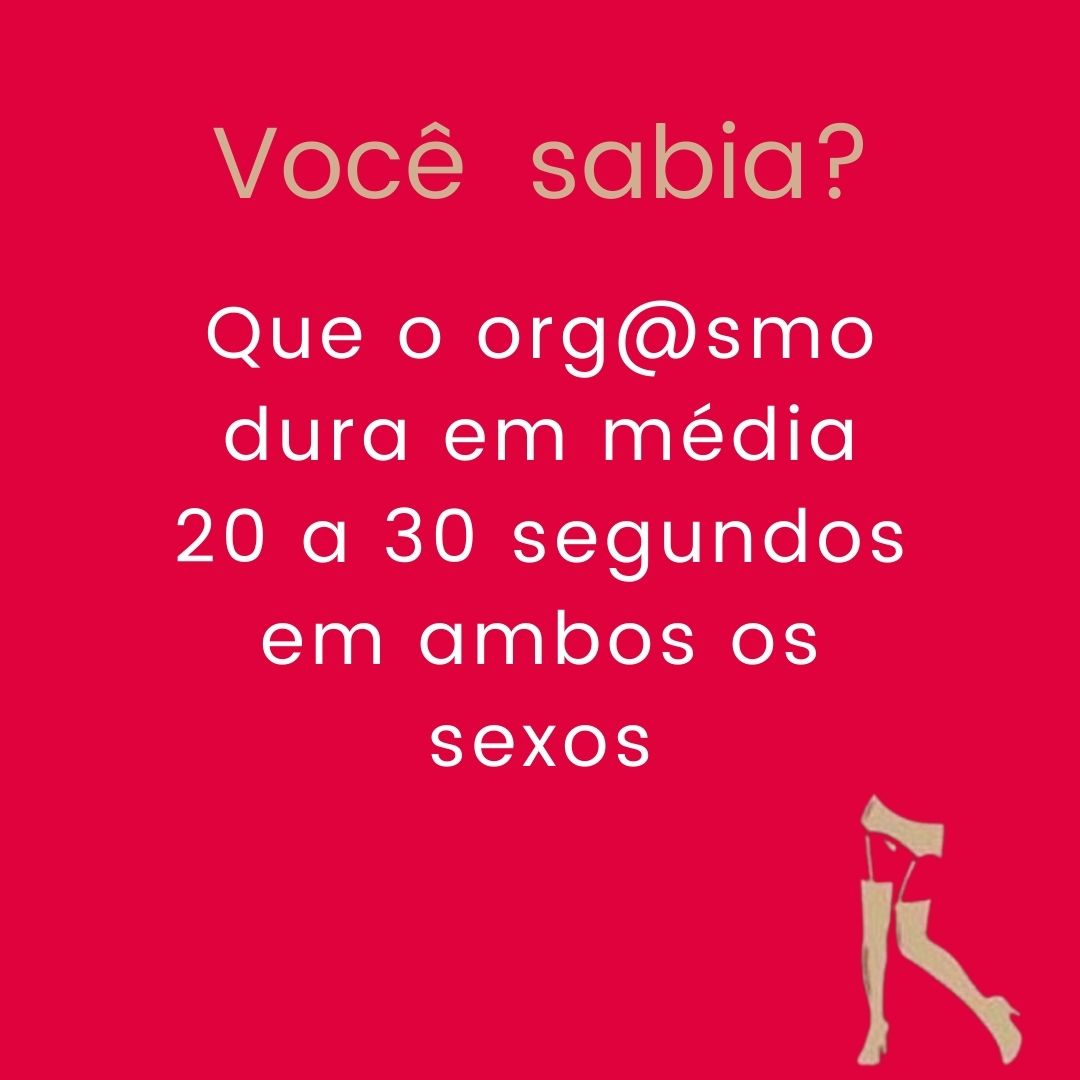 Você sabia?
Que o org@smo
dura em média
20 a 30 segundos
em ambos os
sexos